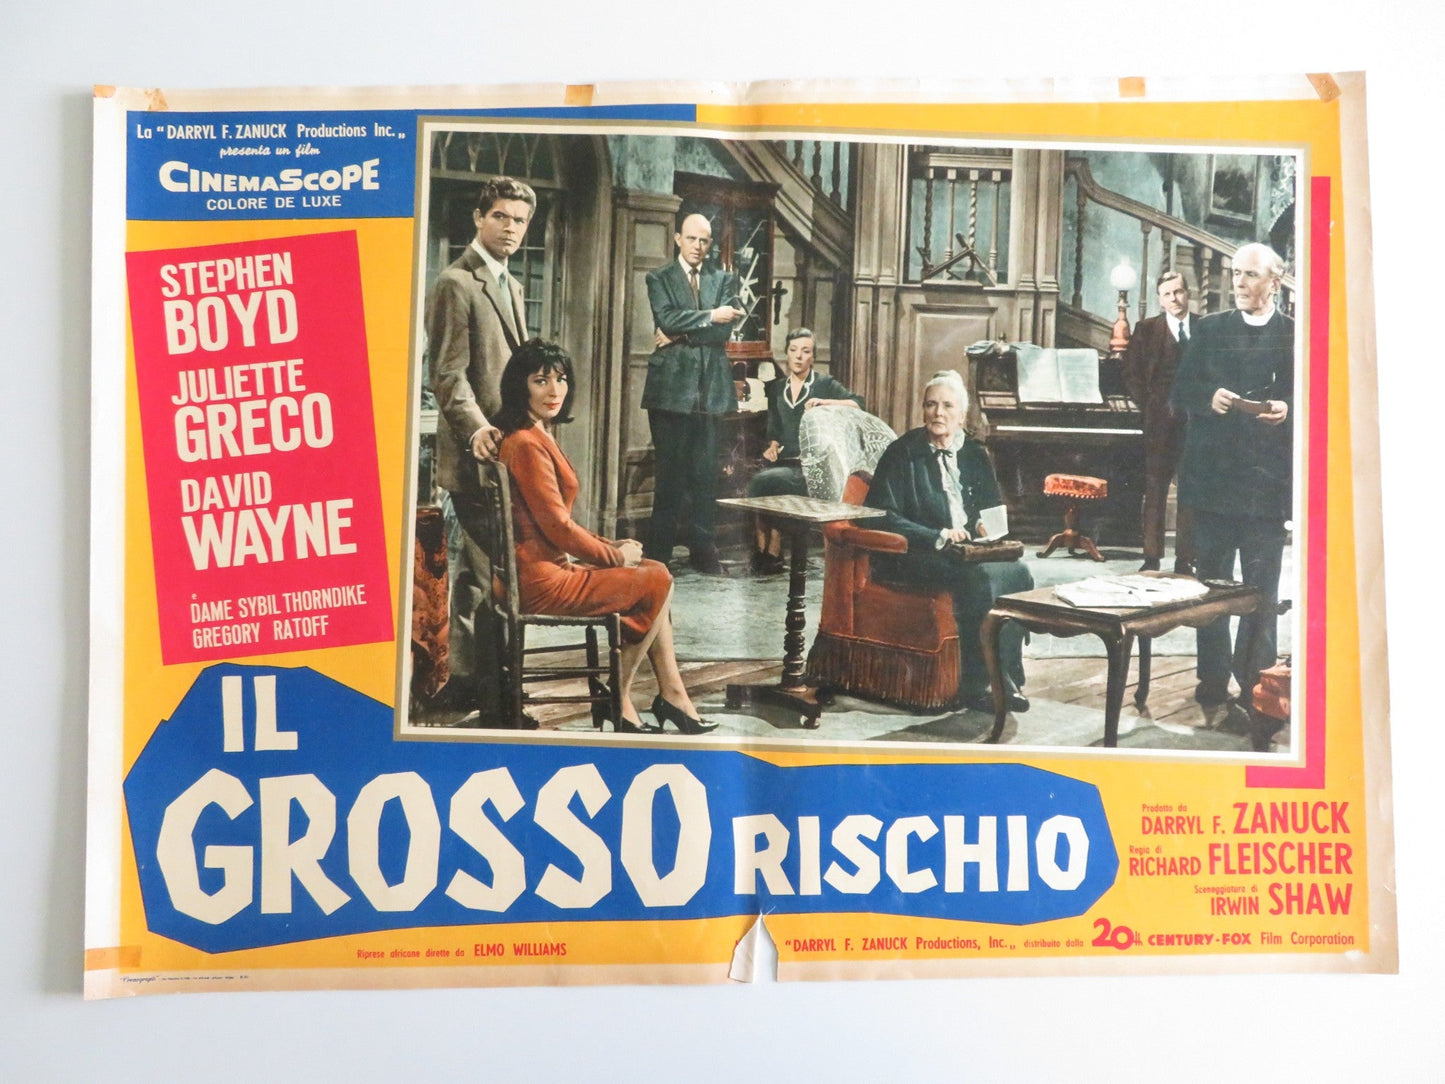 La "DARRYL F. ZANUCK Productions Inc.„
presenta un film
CINEMASCOPE
COLORE DE LUXE
STEPHEN
BOYD
JULIETTE
GRECO
DAVID
WAYNE
e
DAME SYBIL THORNDIKE
GREGORY RATOFF
IL
GROSSO RISCHIO
Prodotto da
DARRYL F. ZANUCK
Regia di
RICHARD FLEISCHER
Sceneggiatura di
IRWIN SHAW
Riprese africane dirette da ELMO WILLIAMS
"DARRYL F. ZANUCK Productions, Inc.„ distribuito dalla 20th CENTURY-FOX Film Corporation